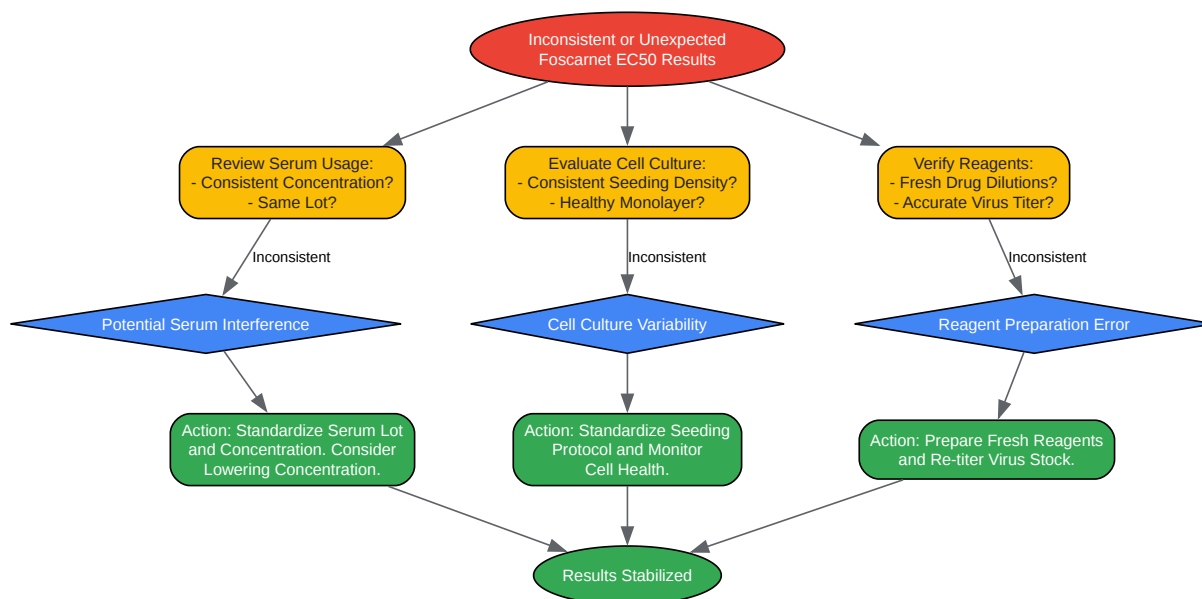 Inconsistent or Unexpected
Foscarnet EC50 Results
Review Serum Usage:
- Consistent Concentration?
- Same Lot?
Evaluate Cell Culture:
- Consistent Seeding Density?
- Healthy Monolayer?
Verify Reagents:
- Fresh Drug Dilutions?
- Accurate Virus Titer?
Inconsistent
Inconsistent
Inconsistent
Potential Serum Interference
Cell Culture Variability
Reagent Preparation Error
Action: Standardize Serum Lot
and Concentration. Consider
Lowering Concentration.
Action: Standardize Seeding
Protocol and Monitor
Cell Health.
Action: Prepare Fresh Reagents
and Re-titer Virus Stock.
Results Stabilized